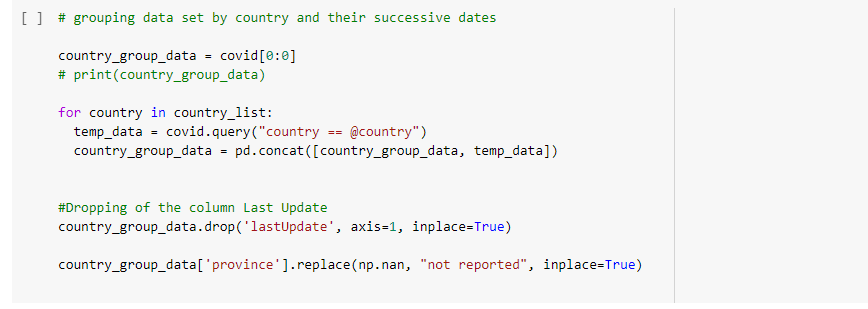 [ ] # grouping data set by country and their successive dates
country_group_data = covid[0:0]
# print(country_group_data)
for country in country_list:
  temp_data = covid.query("country == @country")
  country_group_data = pd.concat([country_group_data, temp_data])
#Dropping of the column Last Update
country_group_data.drop('lastUpdate', axis=1, inplace=True)
country_group_data['province'].replace(np.nan, "not reported", inplace=True)